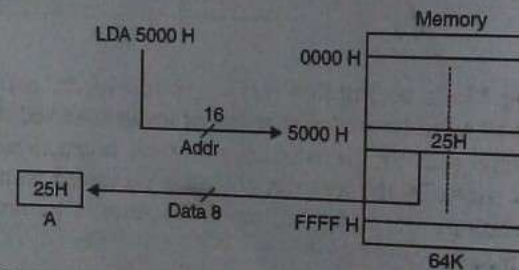 Memory
LDA 5000 H
0000 H
16
Addr
5000 H
25H
25H
A
Data 8
FFFF H
64K